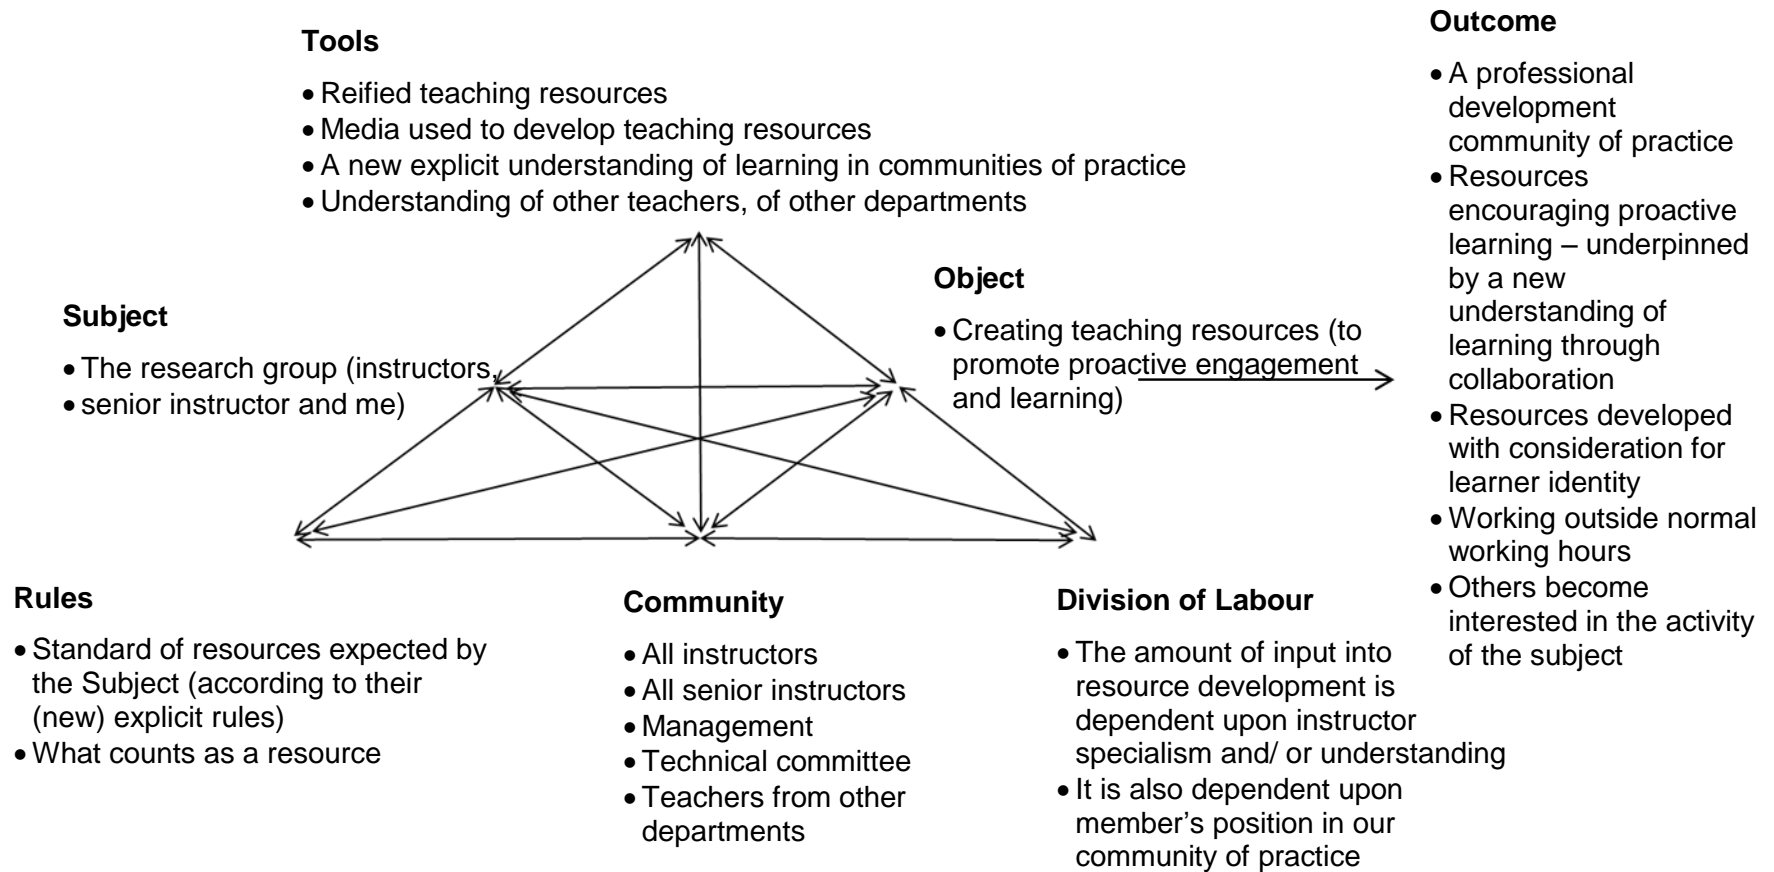 Tools
• Reified teaching resources
• Media used to develop teaching resources
• A new explicit understanding of learning in communities of practice
• Understanding of other teachers, of other departments
Subject
• The research group (instructors,
• senior instructor and me)
Object
• Creating teaching resources (to
promote proactive engagement
and learning)
Outcome
• A professional
development
community of practice
• Resources
encouraging proactive
learning – underpinned
by a new
understanding of
learning through
collaboration
• Resources developed
with consideration for
learner identity
• Working outside normal
working hours
• Others become
interested in the activity
of the subject
Rules
• Standard of resources expected by
the Subject (according to their
(new) explicit rules)
• What counts as a resource
Community
• All instructors
• All senior instructors
• Management
• Technical committee
• Teachers from other
departments
Division of Labour
• The amount of input into
resource development is
dependent upon instructor
specialism and/ or understanding
• It is also dependent upon
member’s position in our
community of practice